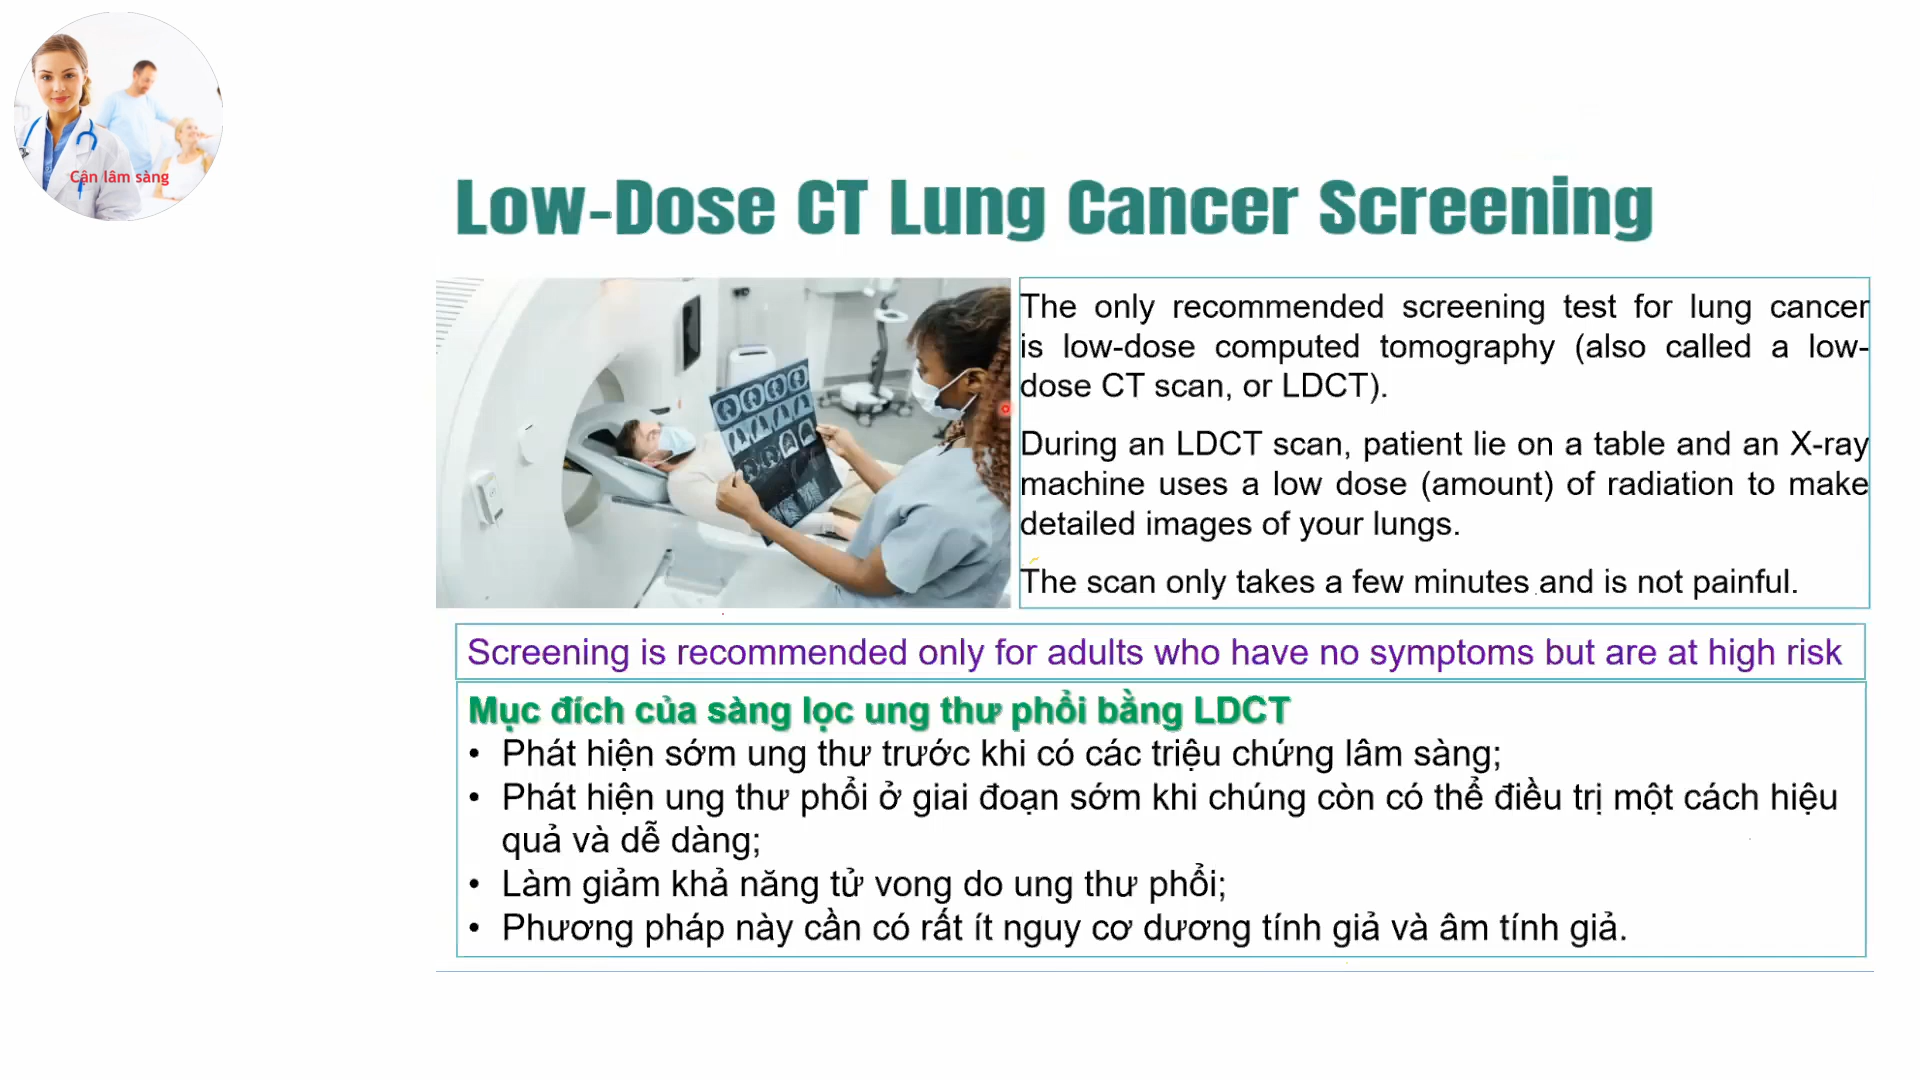 Cận lâm sàng
Low-Dose CT Lung Cancer Screening
The only recommended screening test for lung cancer
is low-dose computed tomography (also called a low-
dose CT scan, or LDCT).
During an LDCT scan, patient lie on a table and an X-ray
machine uses a low dose (amount) of radiation to make
detailed images of your lungs.
The scan only takes a few minutes and is not painful.
Screening is recommended only for adults who have no symptoms but are at high risk
Mục đích của sàng lọc ung thư phổi bằng LDCT
• Phát hiện sớm ung thư trước khi có các triệu chứng lâm sàng;
• Phát hiện ung thư phổi ở giai đoạn sớm khi chúng còn có thể điều trị một cách hiệu
quả và dễ dàng;
• Làm giảm khả năng tử vong do ung thư phổi;
• Phương pháp này cần có rất ít nguy cơ dương tính giả và âm tính giả.